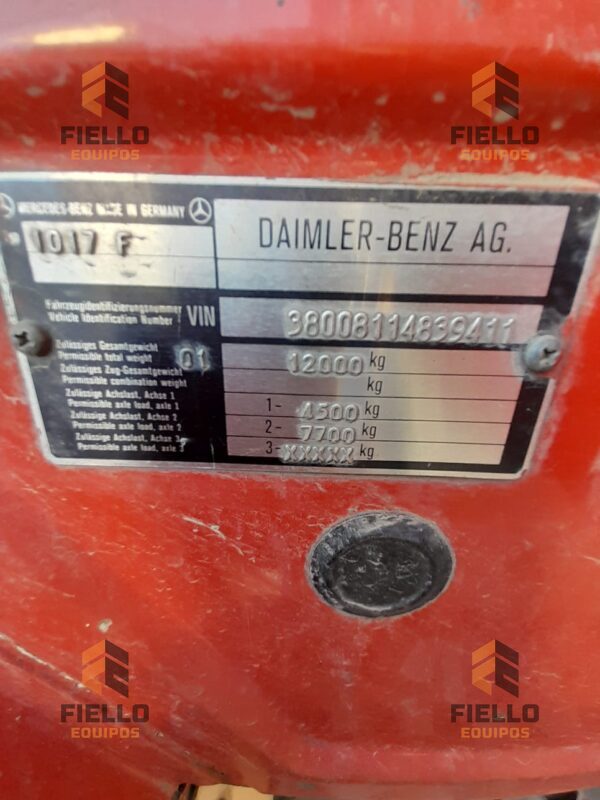 FIELLO
EQUIPOS
FIELLO
EQUIPOS
MERCEDES-BENZ MADE IN GERMANY
1017 F
DAIMLER-BENZ AG.
Fahrzeugidentifizierungsnummer
Vehicle Identification Number
VIN
38008114839411
Zulässiges Gesamtgewicht
Permissible total weight
01
12000 kg
Zulässiges Zug-Gesamtgewicht
Permissible combination weight
kg
Zulässige Achslast, Achse 1
Permissible axle load, axle 1
1- 4500 kg
Zulässige Achslast, Achse 2
Permissible axle load, axle 2
2- 7700 kg
Zulässige Achslast, Achse 3
Permissible axle load, axle 3
3- XXXXX kg
FIELLO
EQUIPOS
FIELLO
EQUIPOS